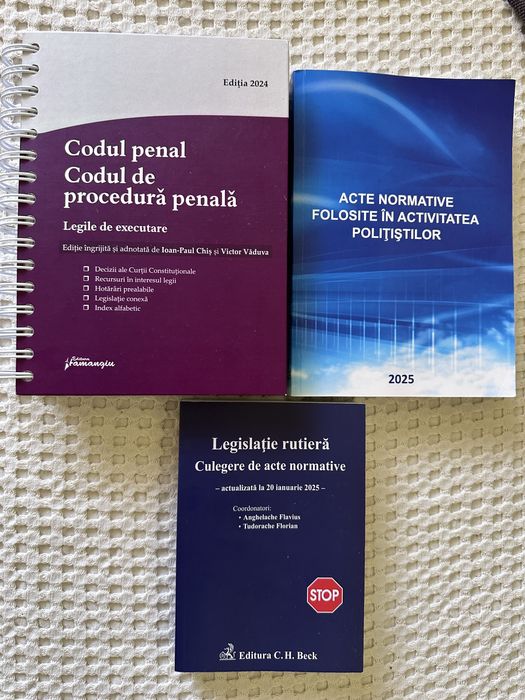 Ediția 2024
Codul penal
Codul de
procedură penală
Legile de executare
Ediție îngrijită și adnotată de Ioan-Paul Chiș și Victor Văduva
Decizii ale Curții Constituționale
Recursuri în interesul legii
Hotărâri prealabile
Legislație conexă
Index alfabetic
Editura
Hamangiu
ACTE NORMATIVE
FOLOSITE ÎN ACTIVITATEA
POLIȚIȘTILOR
2025
Legislație rutieră
Culegere de acte normative
– actualizată la 20 ianuarie 2025 –
Coordonatori:
• Anghelache Flavius
• Tudorache Florian
STOP
Editura C. H. Beck